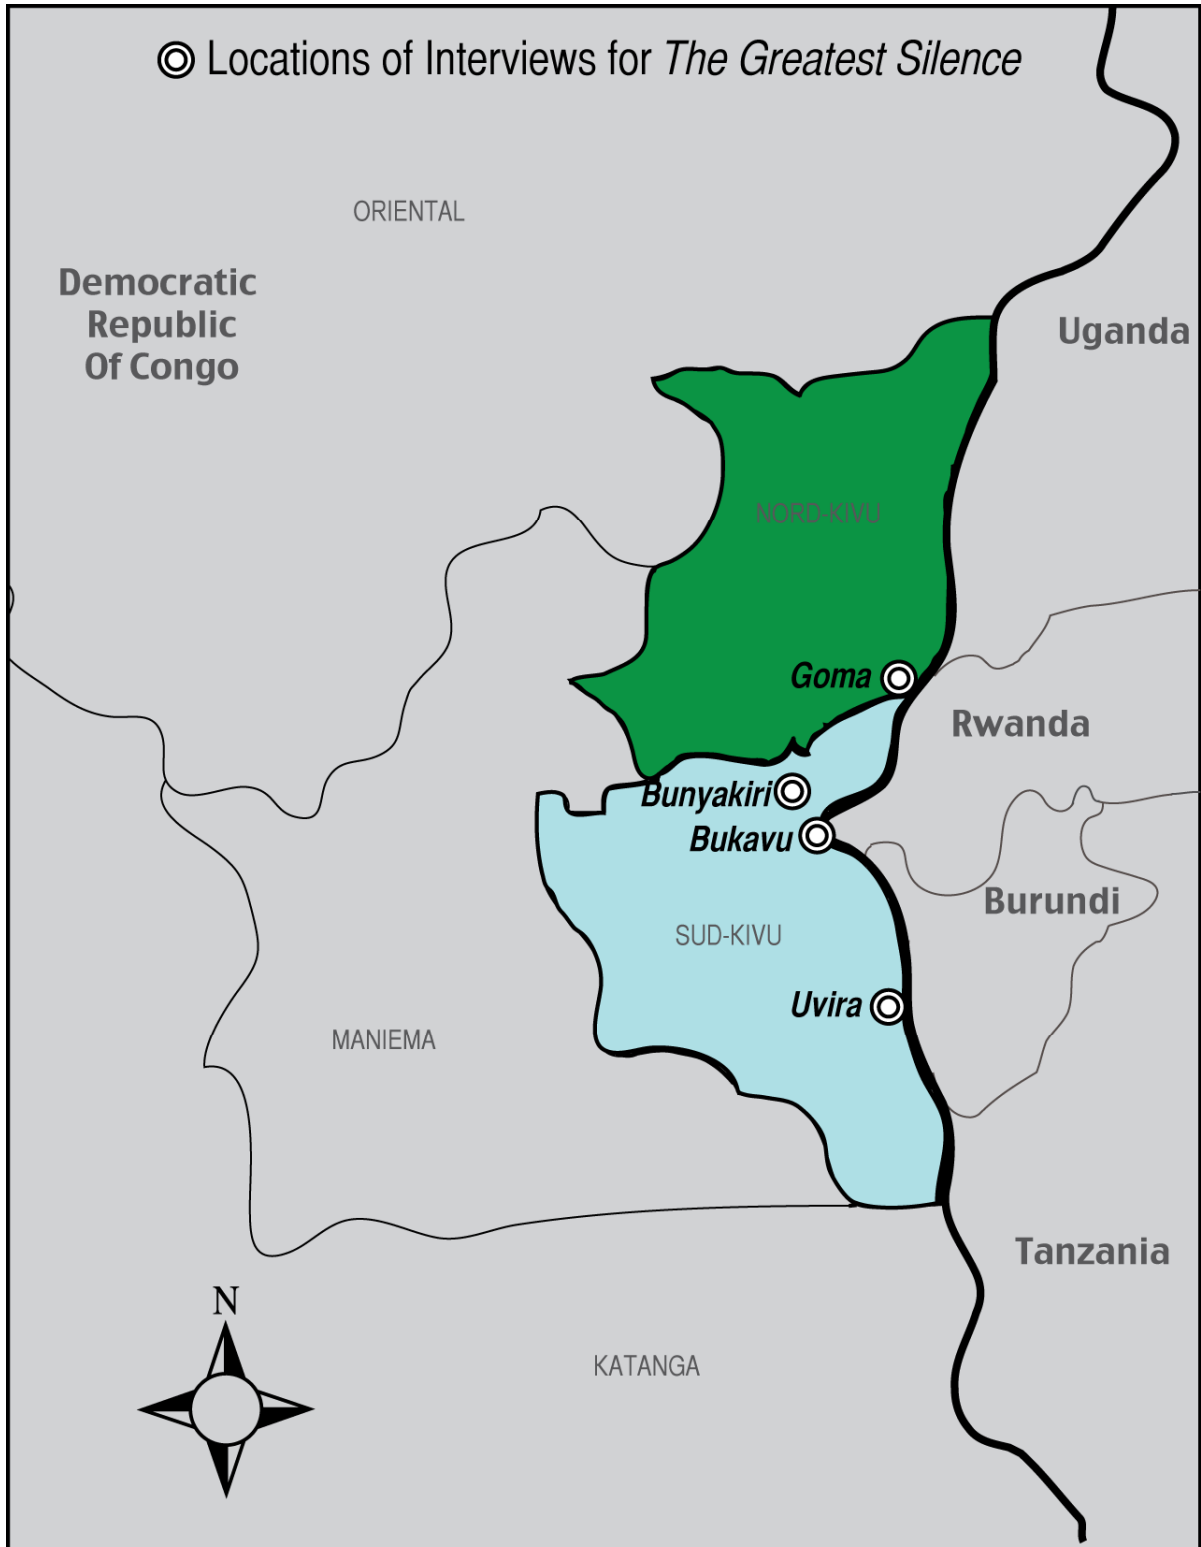 Locations of Interviews for The Greatest Silence
ORIENTAL
Democratic
Republic
Of Congo
Uganda
NORD-KIVU
Goma
Rwanda
Bunyakiri
Bukavu
Burundi
SUD-KIVU
Uvira
MANIEMA
Tanzania
N
KATANGA